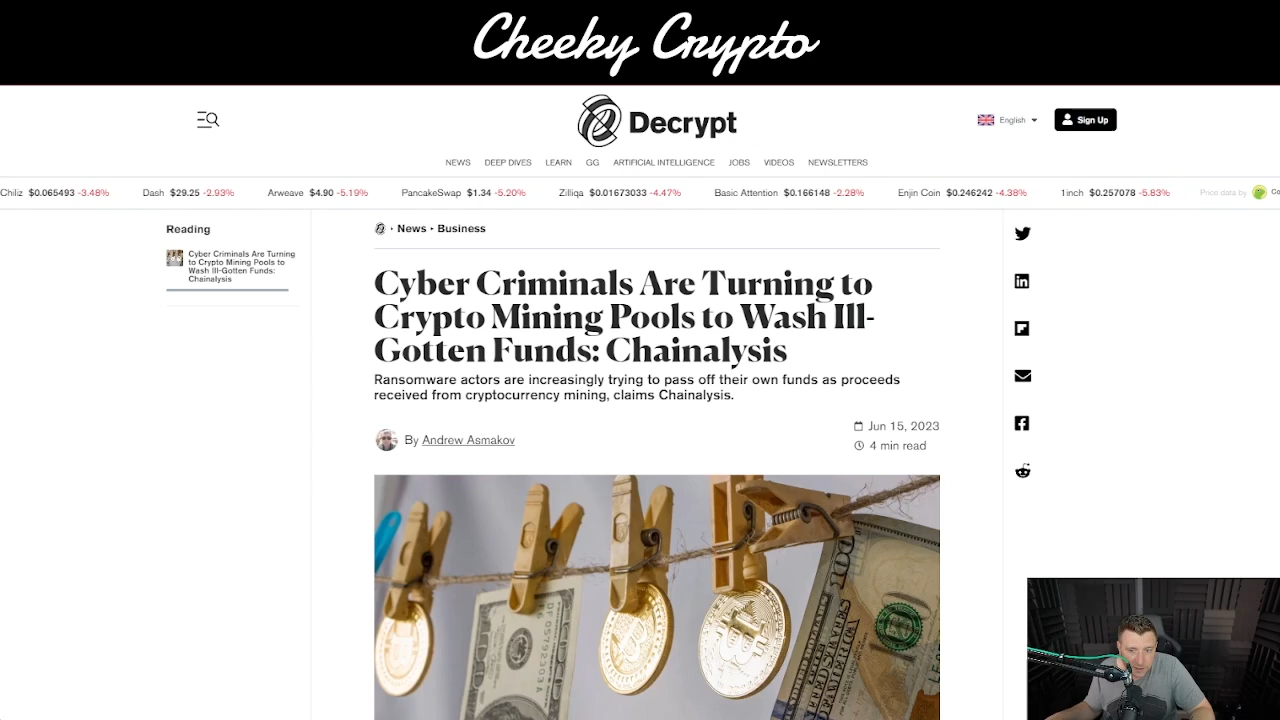 Cheeky Crypto
Decrypt
English
Sign Up
NEWS DEEP DIVES LEARN GG ARTIFICIAL INTELLIGENCE JOBS VIDEOS NEWSLETTERS
Chiliz $0.065493 -3.48% Dash $29.25 -2.93% Arweave $4.90 -5.19% PancakeSwap $1.34 -5.20% Zilliqa $0.01673033 -4.47% Basic Attention $0.166148 -2.28% Enjin Coin $0.246242 -4.38% 1inch $0.257078 -5.83% Price data by Co
Reading
Cyber Criminals Are Turning
to Crypto Mining Pools to
Wash Ill-Gotten Funds:
Chainalysis
News ‣ Business
Cyber Criminals Are Turning to
Crypto Mining Pools to Wash Ill-
Gotten Funds: Chainalysis
Ransomware actors are increasingly trying to pass off their own funds as proceeds
received from cryptocurrency mining, claims Chainalysis.
By Andrew Asmakov
Jun 15, 2023
4 min read